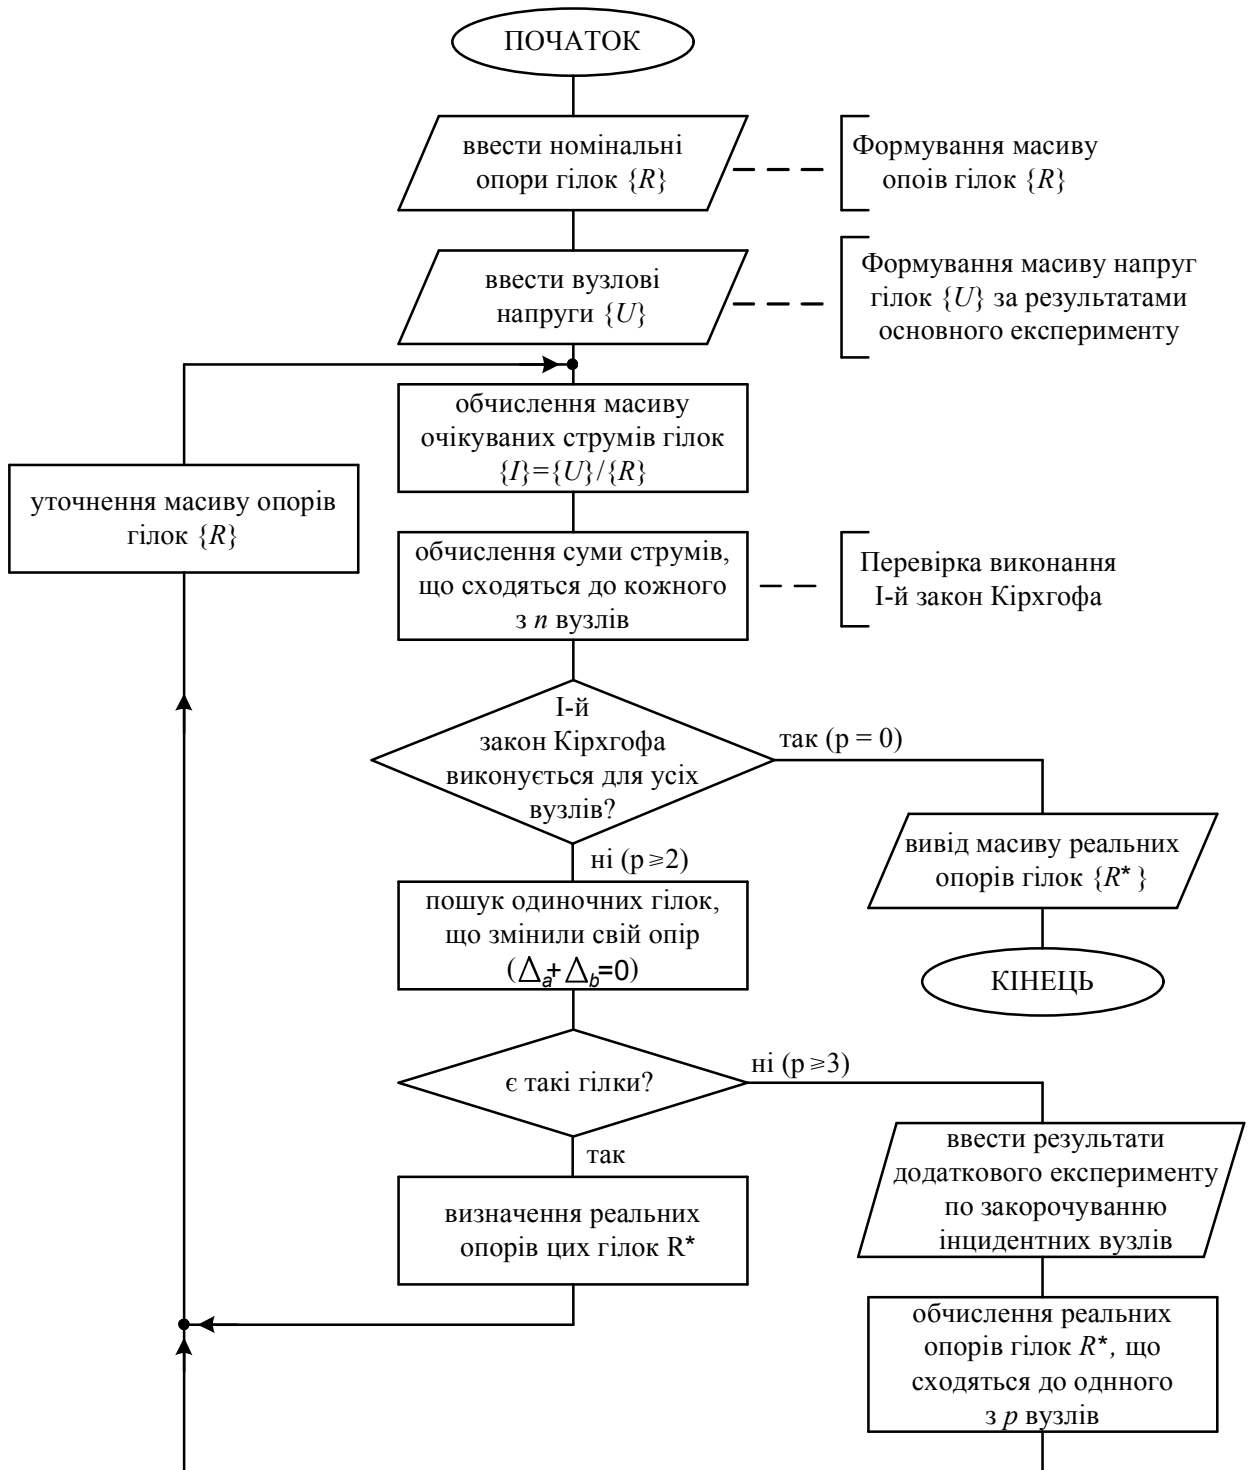 ПОЧАТОК
ввести номінальні
опори гілок {R}
Формування масиву
опоів гілок {R}
ввести вузлові
напруги {U}
Формування масиву напруг
гілок {U} за результатами
основного експерименту
обчислення масиву
очікуваних струмів гілок
{I}={U}/{R}
уточнення масиву опорів
гілок {R}
обчислення суми струмів,
що сходяться до кожного
з n вузлів
Перевірка виконання
І-й закон Кірхгофа
І-й
закон Кірхгофа
виконується для усіх
вузлів?
так (p = 0)
ні (p ⩾2)
вивід масиву реальних
опорів гілок {R* }
КІНЕЦЬ
пошук одиночних гілок,
що змінили свій опір
(Δa+ Δb=0)
є такі гілки?
ні (p ⩾3)
так
визначення реальних
опорів цих гілок R*
ввести результати
додаткового експерименту
по закорочуванню
інцидентних вузлів
обчислення реальних
опорів гілок R*, що
сходяться до однного
з p вузлів